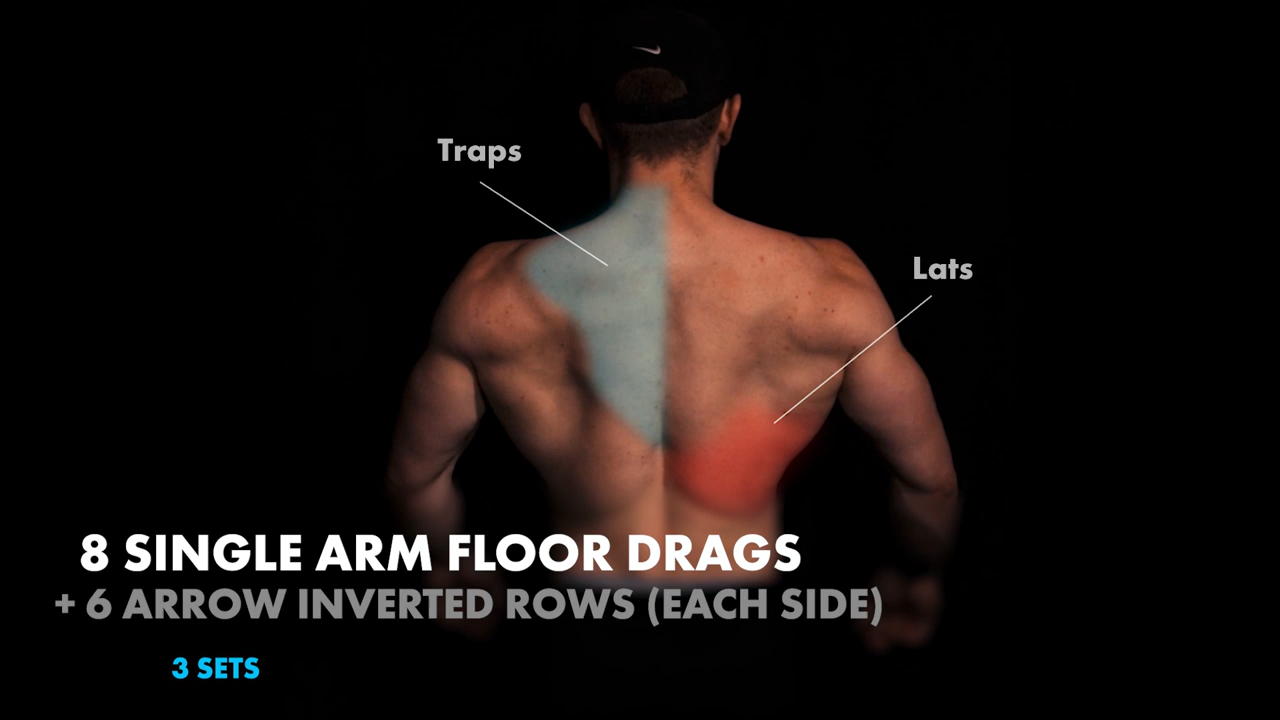 Traps
Lats
8 SINGLE ARM FLOOR DRAGS
+ 6 ARROW INVERTED ROWS (EACH SIDE)
3 SETS